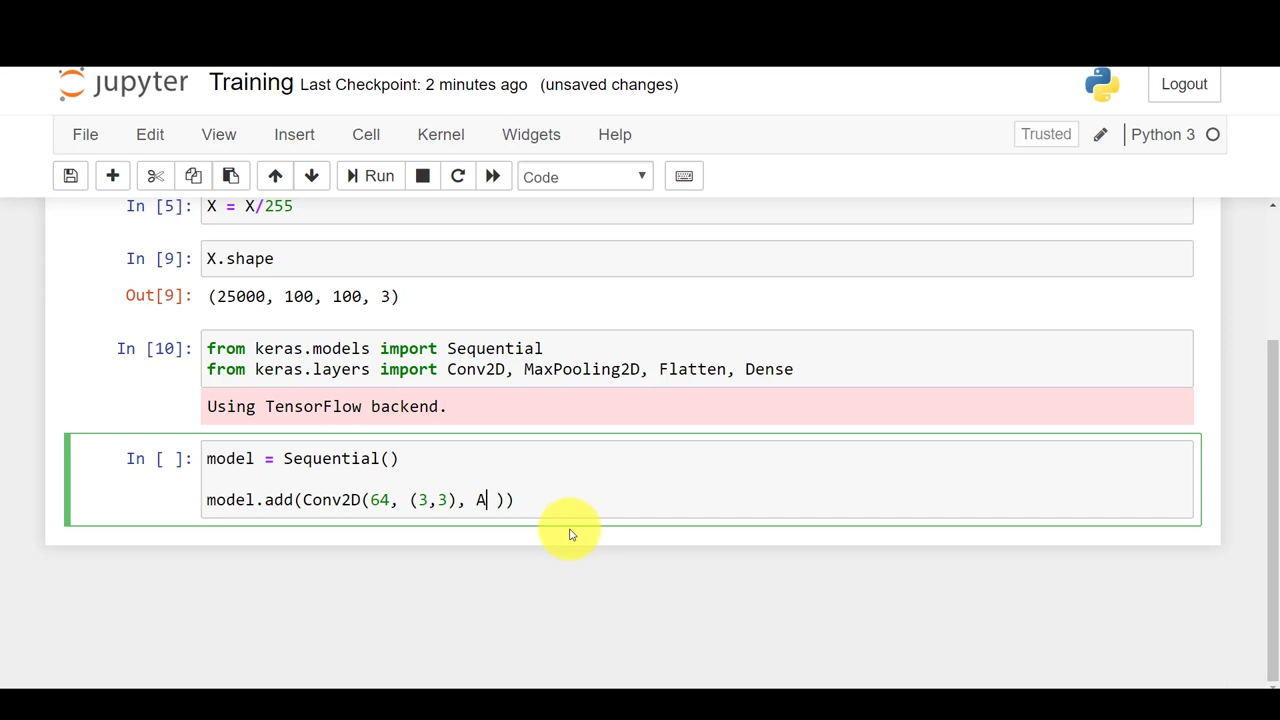 jupyter Training Last Checkpoint: 2 minutes ago (unsaved changes) Logout
File Edit View Insert Cell Kernel Widgets Help Trusted Python 3
Run Code
In [5]: X = X/255
In [9]: X.shape
Out[9]: (25000, 100, 100, 3)
In [10]: from keras.models import Sequential
from keras.layers import Conv2D, MaxPooling2D, Flatten, Dense
Using TensorFlow backend.
In [ ]: model = Sequential()
model.add(Conv2D(64, (3,3), A ))